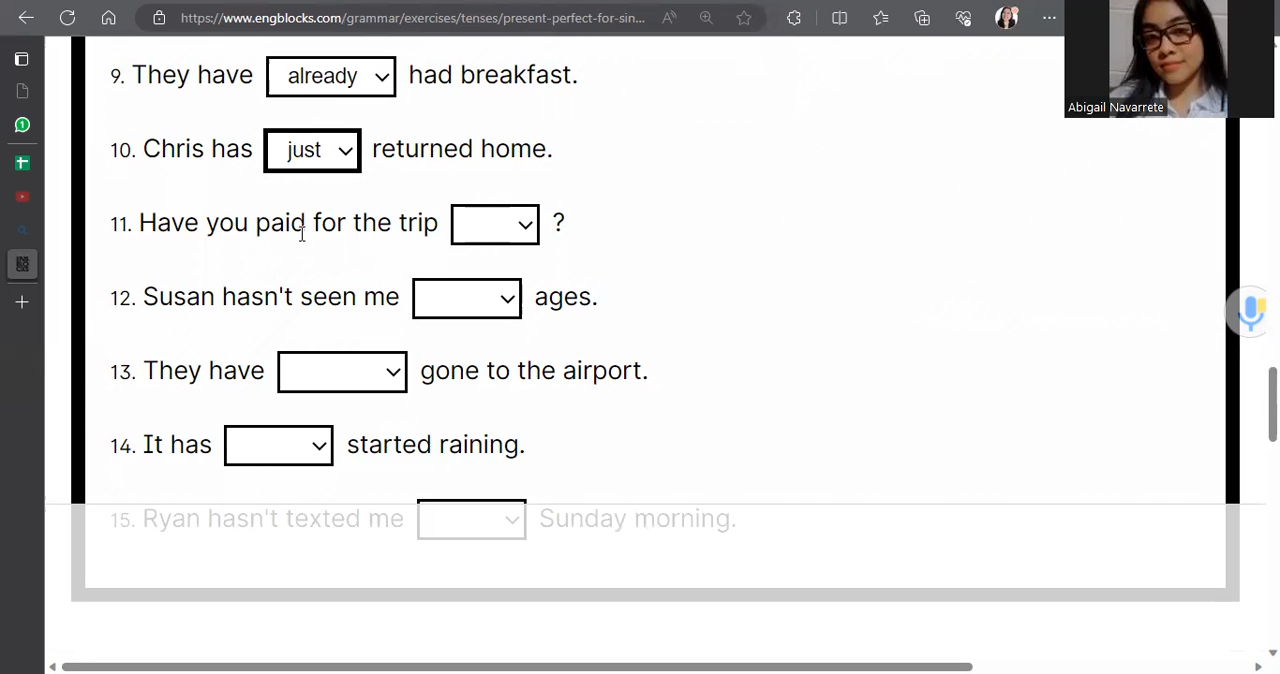 https://www.engblocks.com/grammar/exercises/tenses/present-perfect-for-sin...
Abigail Navarrete
9. They have already had breakfast.
10. Chris has just returned home.
11. Have you paid for the trip ?
12. Susan hasn't seen me ages.
13. They have gone to the airport.
14. It has started raining.
15. Ryan hasn't texted me Sunday morning.